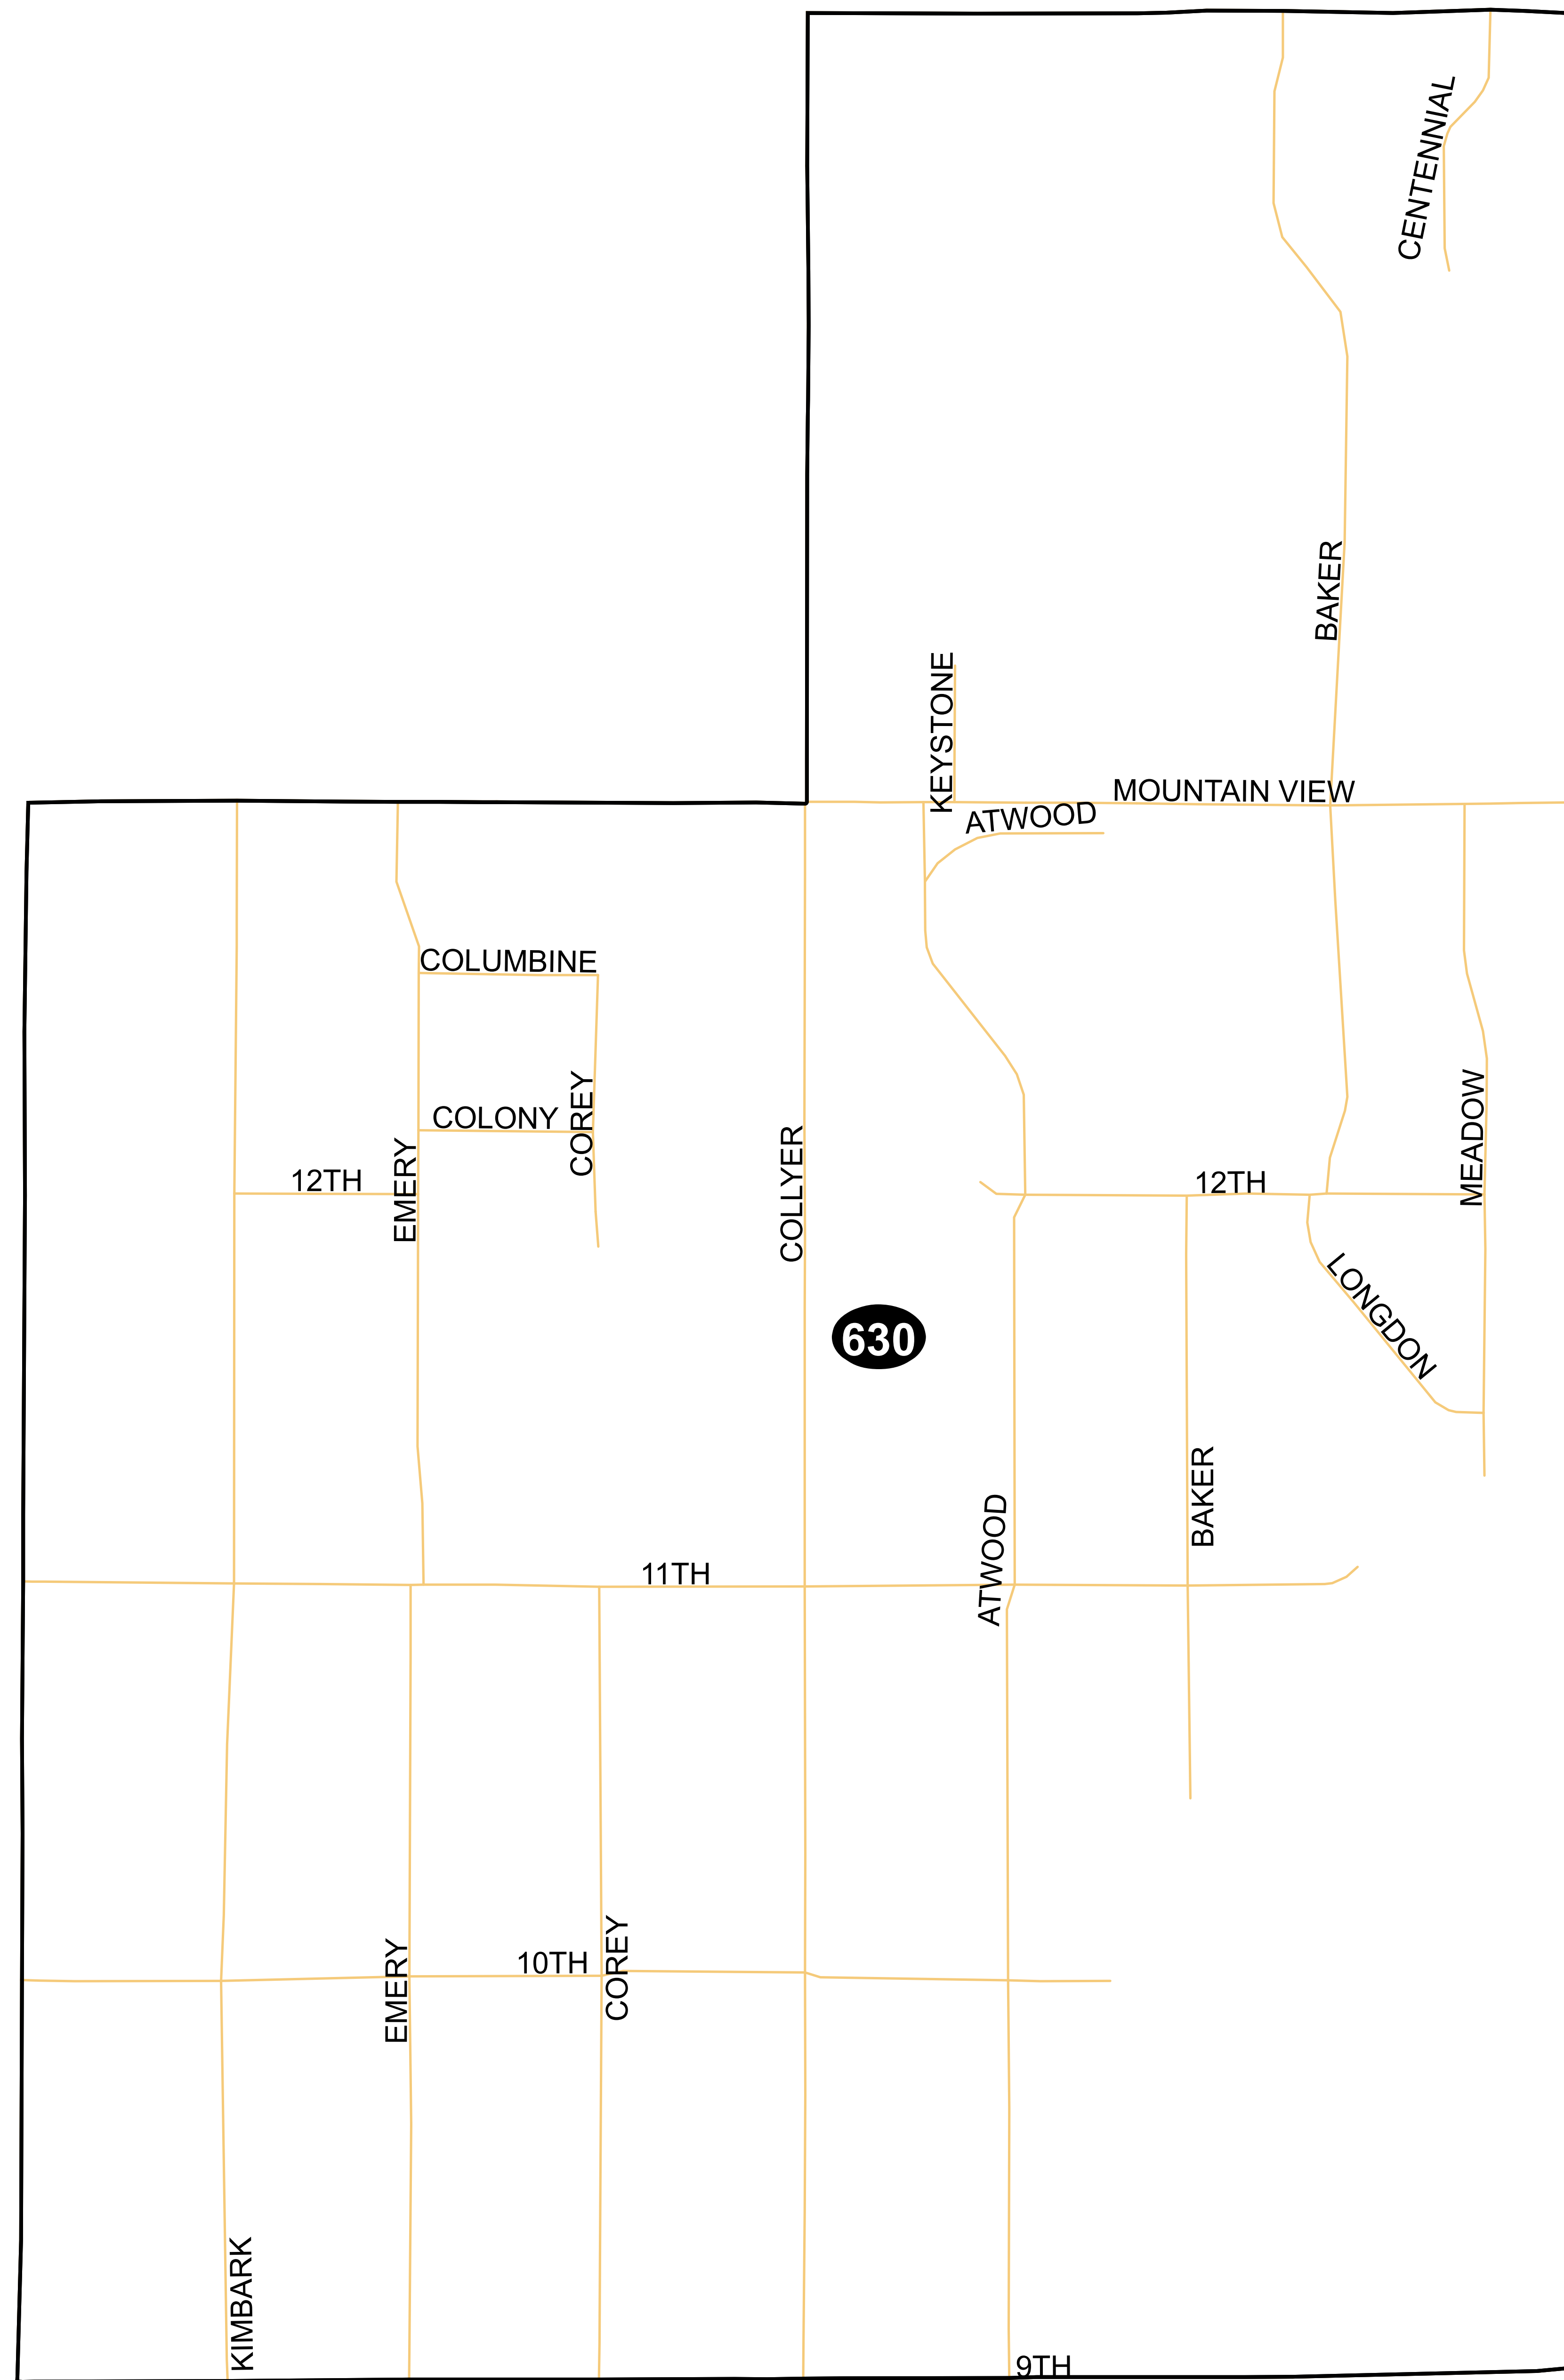 CENTENNIAL
BAKER
KEYSTONE
MOUNTAIN VIEW
ATWOOD
COLUMBINE
COREY
COLONY
MEADOW
COLLYER
EMERY
12TH
12TH
LONGDON
630
BAKER
ATWOOD
11TH
COREY
EMERY
10TH
KIMBARK
9TH